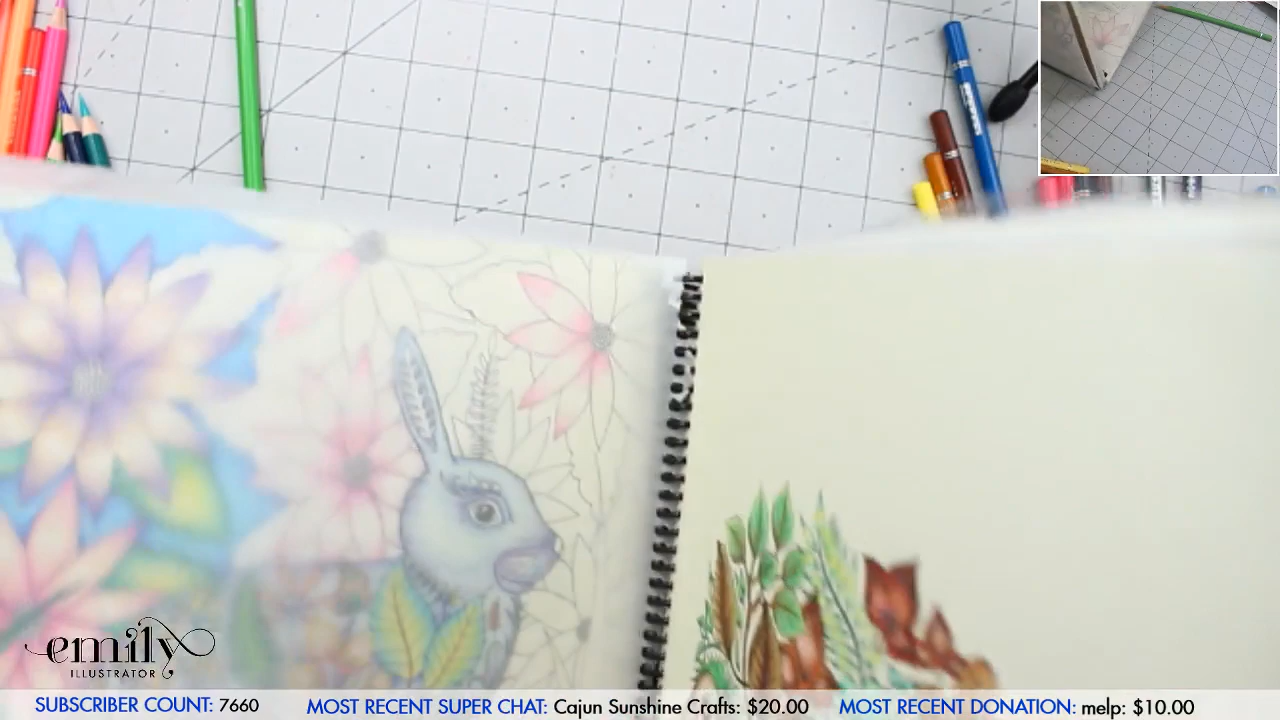 emily
ILLUSTRATOR
SUBSCRIBER COUNT: 7660 MOST RECENT SUPER CHAT: Cajun Sunshine Crafts: $20.00 MOST RECENT DONATION: melp: $10.00